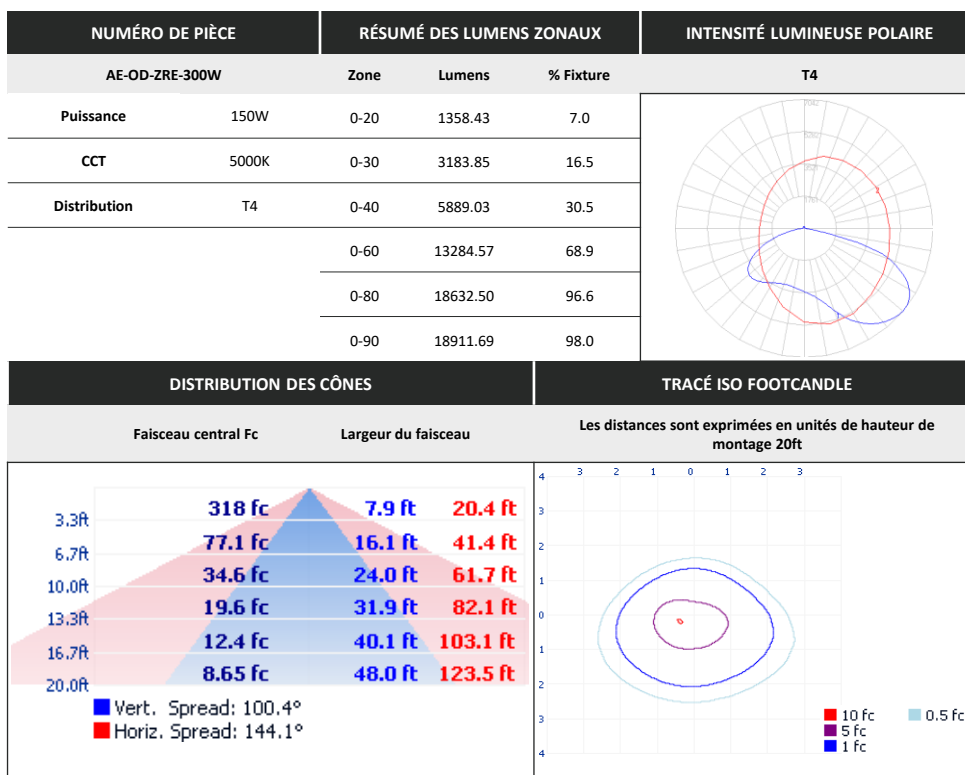 NUMÉRO DE PIÈCE
RÉSUMÉ DES LUMENS ZONAUX
INTENSITÉ LUMINEUSE POLAIRE
AE-OD-ZRE-300W
Zone Lumens % Fixture
T4
Puissance 150W
0-20 1358.43 7.0
CCT 5000K
0-30 3183.85 16.5
Distribution T4
0-40 5889.03 30.5
0-60 13284.57 68.9
0-80 18632.50 96.6
0-90 18911.69 98.0
7042
1761
2
1
DISTRIBUTION DES CÔNES
TRACÉ ISO FOOTCANDLE
Faisceau central Fc Largeur du faisceau
Les distances sont exprimées en unités de hauteur de
montage 20ft
3.3ft 318 fc 7.9 ft 20.4 ft
6.7ft 77.1 fc 16.1 ft 41.4 ft
10.0ft 34.6 fc 24.0 ft 61.7 ft
13.3ft 19.6 fc 31.9 ft 82.1 ft
16.7ft 12.4 fc 40.1 ft 103.1 ft
20.0ft 8.65 fc 48.0 ft 123.5 ft
Vert. Spread: 100.4°
Horiz. Spread: 144.1°
3 2 1 0 1 2 3
4
3
2
1
0
1
2
3
4
10 fc 0.5 fc
5 fc
1 fc